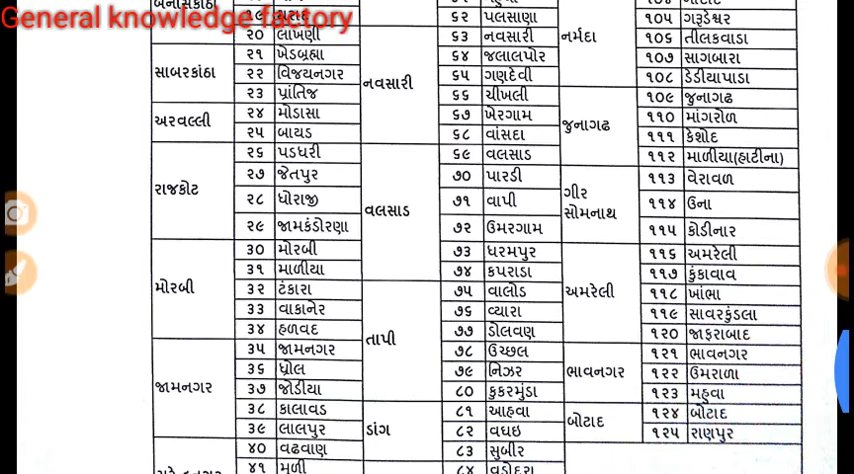 General knowledge factory
૨૦ લાખણી
સાબરકાંઠા
૨૧ ખેડબ્રહ્મા
૨૨ વિજયનગર
૨૩ પ્રાંતિજ
અરવલ્લી
૨૪ મોડાસા
૨૫ બાયડ
રાજકોટ
૨૬ પડધરી
૨૭ જેતપુર
૨૮ ધોરાજી
૨૯ જામકંડોરણા
મોરબી
૩૦ મોરબી
૩૧ માળીયા
૩૨ ટંકારા
૩૩ વાકાનેર
૩૪ હળવદ
જામનગર
૩૫ જામનગર
૩૬ ધ્રોલ
૩૭ જોડીયા
૩૮ કાલાવડ
૩૯ લાલપુર
૪૦ વઢવાણ
૪૧ મૂળી
૬૨ પલસાણા
નવસારી
૬૩ નવસારી
૬૪ જલાલપોર
૬૫ ગણદેવી
૬૬ ચીખલી
૬૭ ખેરગામ
૬૮ વાંસદા
વલસાડ
૬૯ વલસાડ
૭૦ પારડી
૭૧ વાપી
૭૨ ઉમરગામ
૭૩ ધરમપુર
૭૪ કપરાડા
તાપી
૭૫ વાલોડ
૭૬ વ્યારા
૭૭ ડોલવણ
૭૮ ઉચ્છલ
૭૯ નિઝર
૮૦ કુકરમુંડા
ડાંગ
૮૧ આહવા
૮૨ વઘઇ
૮૩ સુબીર
૮૪ વડોદરા
નર્મદા
૧૦૫ ગરૂડેશ્વર
૧૦૬ તીલકવાડા
૧૦૭ સાગબારા
૧૦૮ ડેડીયાપાડા
જુનાગઢ
૧૦૯ જુનાગઢ
૧૧૦ માંગરોળ
૧૧૧ કેશોદ
૧૧૨ માળીયા(હાટીના)
ગીર
સોમનાથ
૧૧૩ વેરાવળ
૧૧૪ ઉના
૧૧૫ કોડીનાર
અમરેલી
૧૧૬ અમરેલી
૧૧૭ કુંકાવાવ
૧૧૮ ખાંભા
૧૧૯ સાવરકુંડલા
૧૨૦ જાફરાબાદ
ભાવનગર
૧૨૧ ભાવનગર
૧૨૨ ઉમરાળા
૧૨૩ મહુવા
બોટાદ
૧૨૪ બોટાદ
૧૨૫ રાણપુર